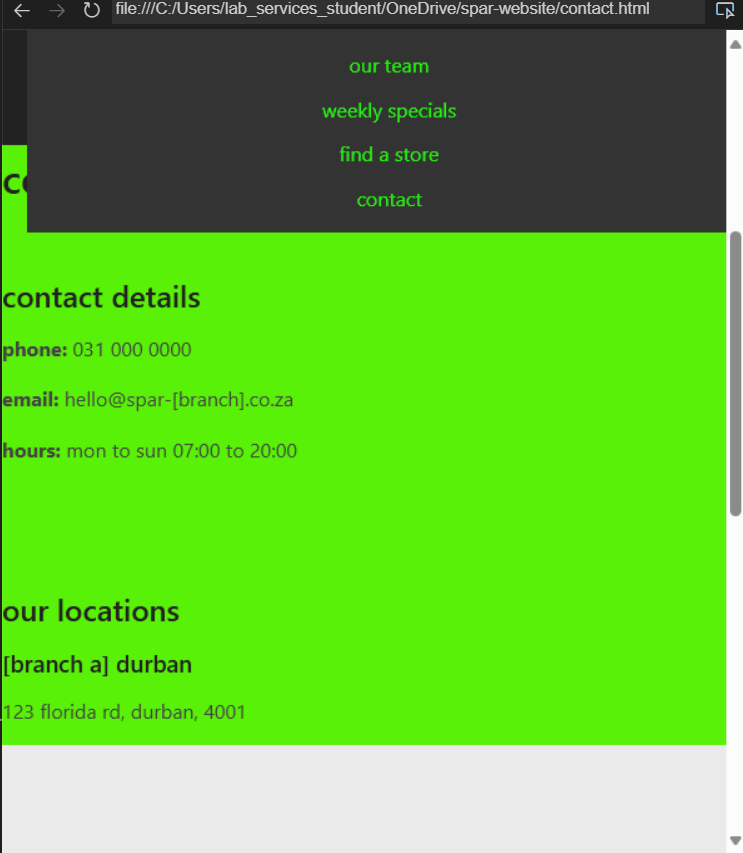 file:///C:/Users/lab_services_student/OneDrive/spar-website/contact.html
our team
weekly specials
find a store
contact
contact details
phone: 031 000 0000
email: hello@spar-[branch].co.za
hours: mon to sun 07:00 to 20:00
our locations
[branch a] durban
123 florida rd, durban, 4001